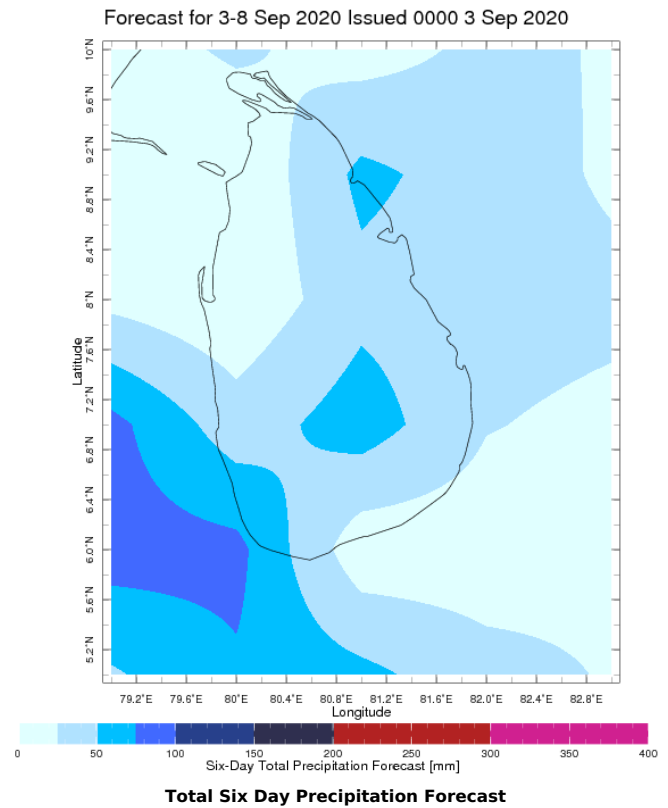 Forecast for 3-8 Sep 2020 Issued 0000 3 Sep 2020
10°N
9.6°N
9.2°N
8.8°N
8.4°N
8°N
7.6°N
7.2°N
6.8°N
6.4°N
6.0°N
5.6°N
5.2°N
Latitude
79.2°E 79.6°E 80°E 80.4°E 80.8°E 81.2°E 81.6°E 82.0°E 82.4°E 82.8°E
Longitude
0 50 100 150 200 250 300 350 400
Six-Day Total Precipitation Forecast [mm]
Total Six Day Precipitation Forecast